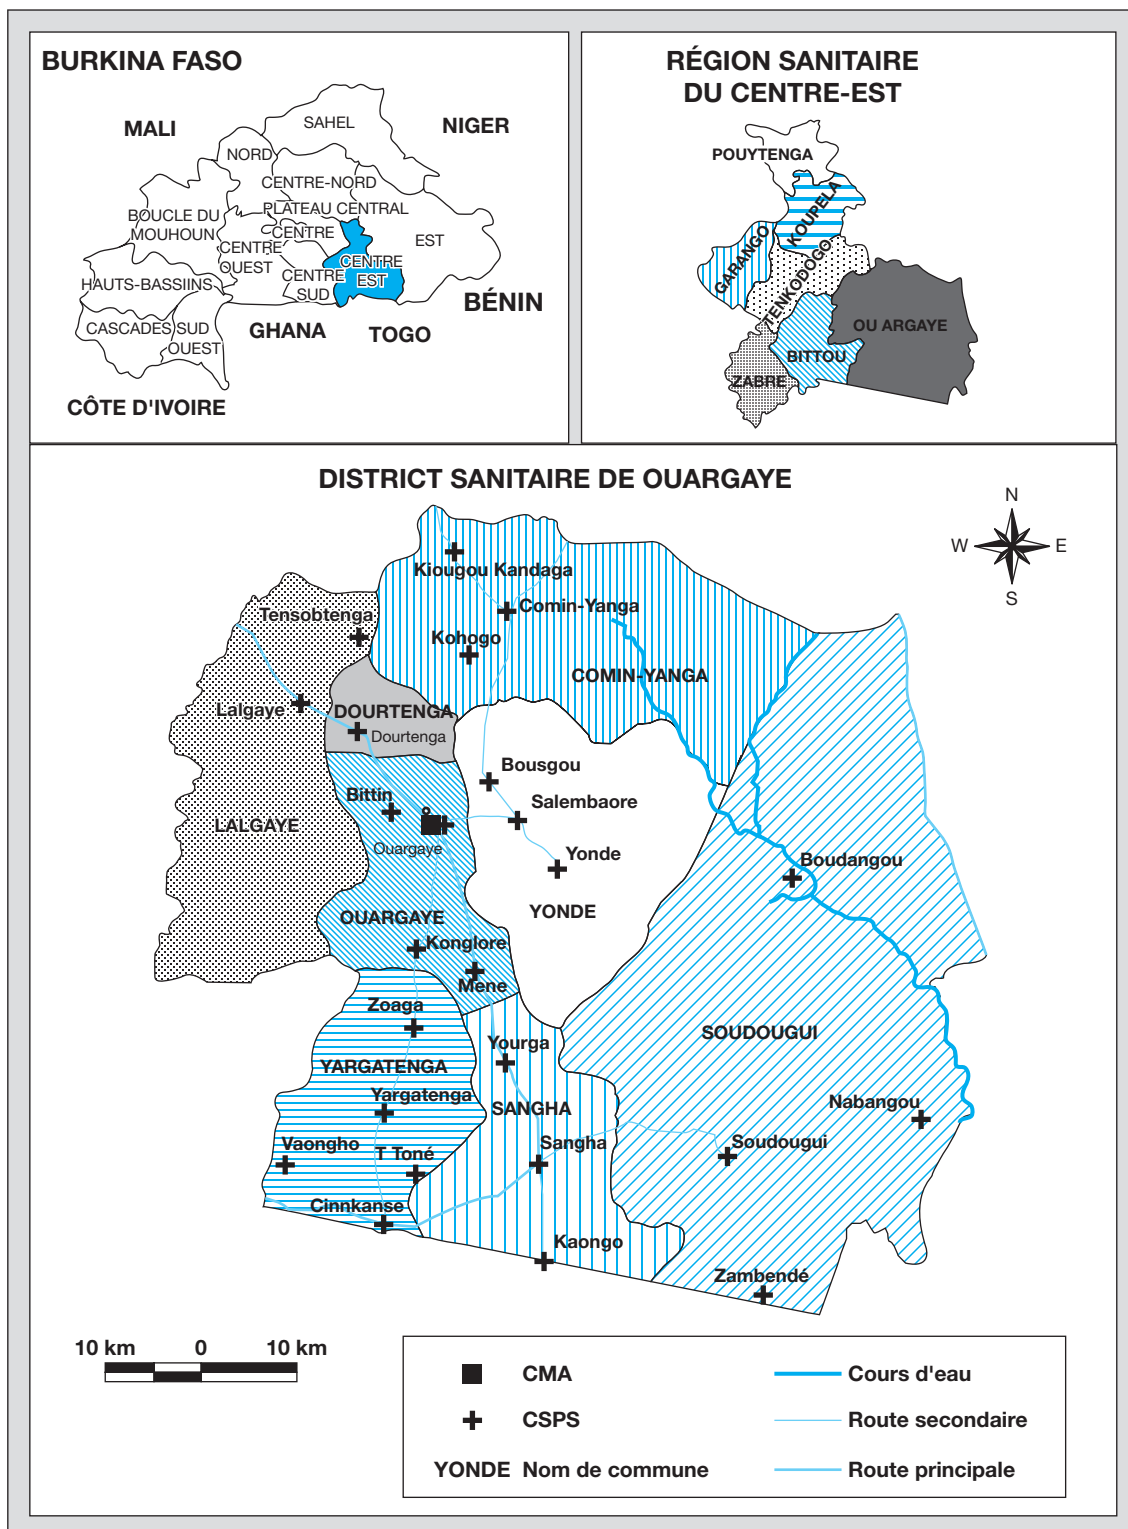 BURKINA FASO
MALI
NIGER
SAHEL
NORD
CENTRE-NORD
PLATEAU CENTRAL
BOUCLE DU
MOUHOUN
CENTRE
EST
CENTRE
OUEST
CENTRE
EST
CENTRE
SUD
HAUTS-BASSIINS
BÉNIN
CASCADES
SUD
OUEST
GHANA
TOGO
CÔTE D'IVOIRE
RÉGION SANITAIRE
DU CENTRE-EST
POUYTENGA
KOUPELA
GARANGO
TENKODOGO
OU ARGAYE
BITTOU
ZABRE
DISTRICT SANITAIRE DE OUARGAYE
N
W
E
S
Kiougou Kandaga
Tensobtenga
Comin-Yanga
Kohogo
COMIN-YANGA
Lalgaye
DOURTENGA
Dourtenga
Bousgou
Bittin
Salembaore
LALGAYE
Ouargaye
Yonde
Boudangou
OUARGAYE
YONDE
Konglore
Mene
Zoaga
SOUDOUGUI
Yourga
YARGATENGA
Yargatenga
SANGHA
Nabangou
Vaongho
T Toné
Sangha
Soudougui
Cinnkanse
Kaongo
Zambendé
10 km
0
10 km
CMA
Cours d'eau
CSPS
Route secondaire
YONDE
Nom de commune
Route principale